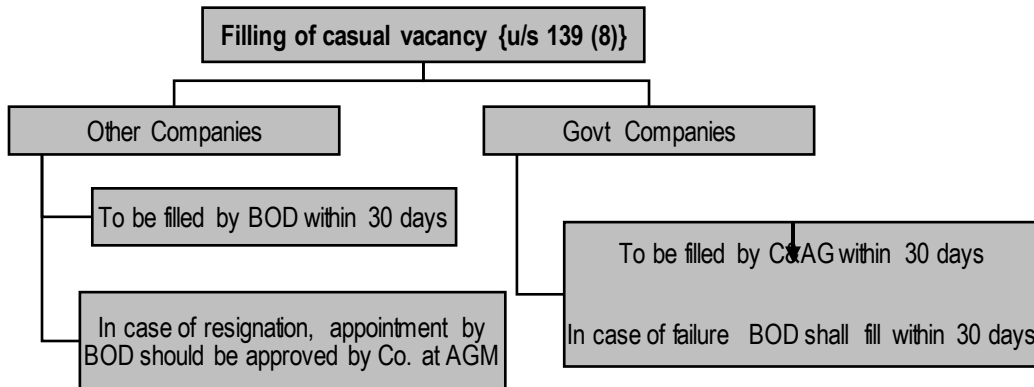 Filling of casual vacancy {u/s 139 (8)}
Other Companies
Govt Companies
To be filled by BOD within 30 days
To be filled by C&AG within 30 days
In case of failure BOD shall fill within 30 days
In case of resignation, appointment by
BOD should be approved by Co. at AGM